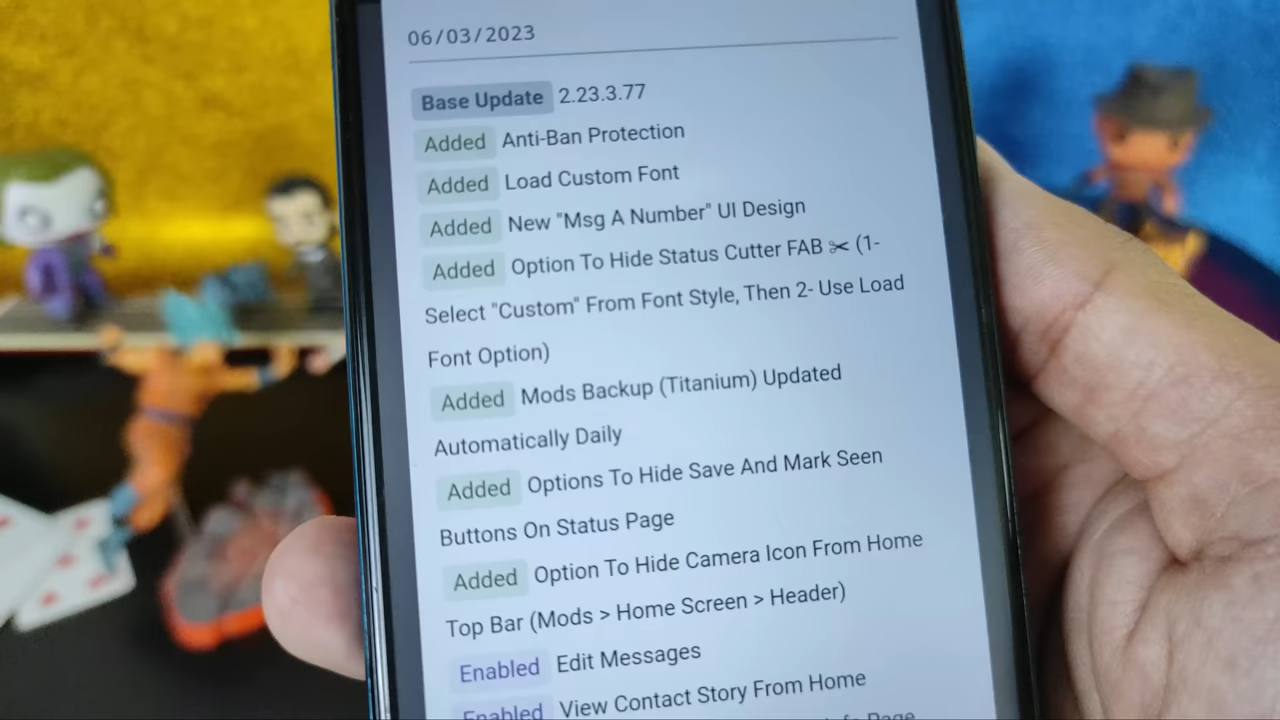 06/03/2023
Base Update 2.23.3.77
Added Anti-Ban Protection
Added Load Custom Font
Added New "Msg A Number" UI Design
Added Option To Hide Status Cutter FAB ✂ (1-
Select "Custom" From Font Style, Then 2- Use Load
Font Option)
Added Mods Backup (Titanium) Updated
Automatically Daily
Added Options To Hide Save And Mark Seen
Buttons On Status Page
Added Option To Hide Camera Icon From Home
Top Bar (Mods > Home Screen > Header)
Enabled Edit Messages
Enabled View Contact Story From Home
Page